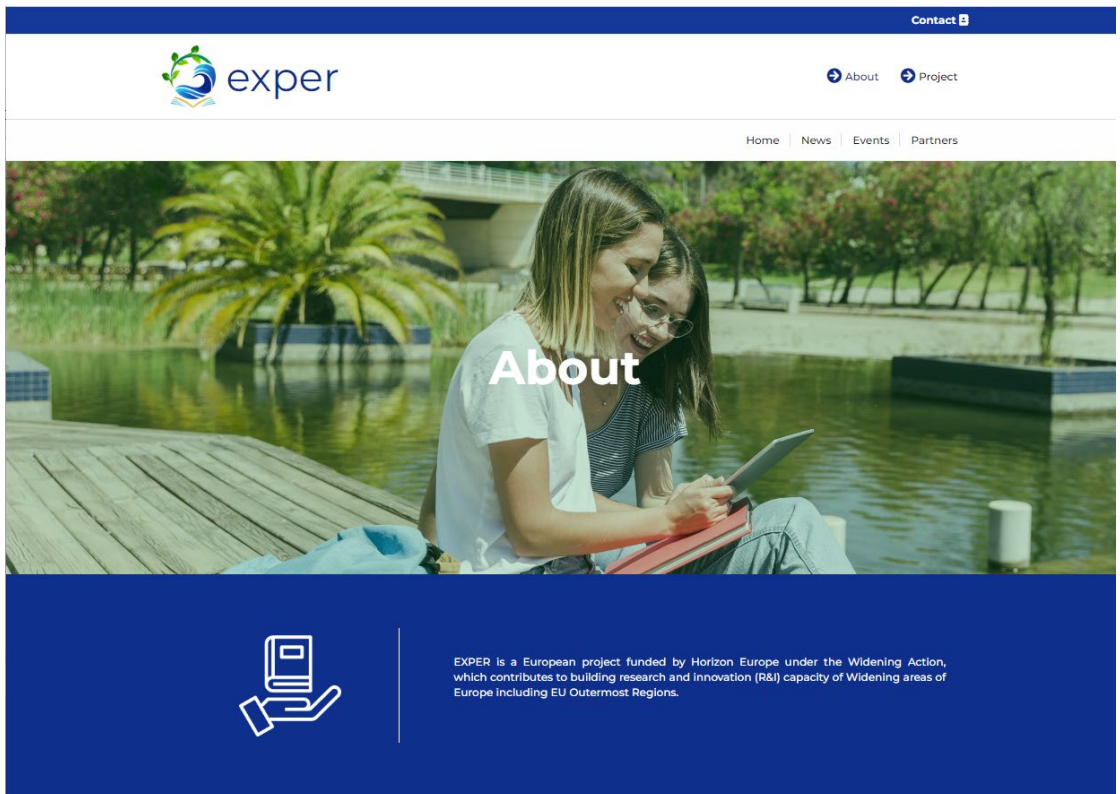 Contact
exper
About
Project
Home
News
Events
Partners
About
EXPER is a European project funded by Horizon Europe under the Widening Action,
which contributes to building research and innovation (R&I) capacity of Widening areas of
Europe including EU Outermost Regions.